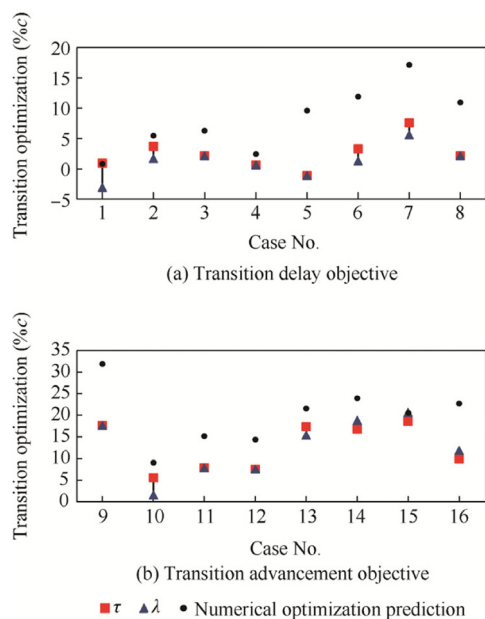 Transition optimization (%c)
20
15
10
5
0
−5
1 2 3 4 5 6 7 8
Case No.
(a) Transition delay objective
Transition optimization (%c)
35
30
25
20
15
10
5
0
9 10 11 12 13 14 15 16
Case No.
(b) Transition advancement objective
τ λ Numerical optimization prediction